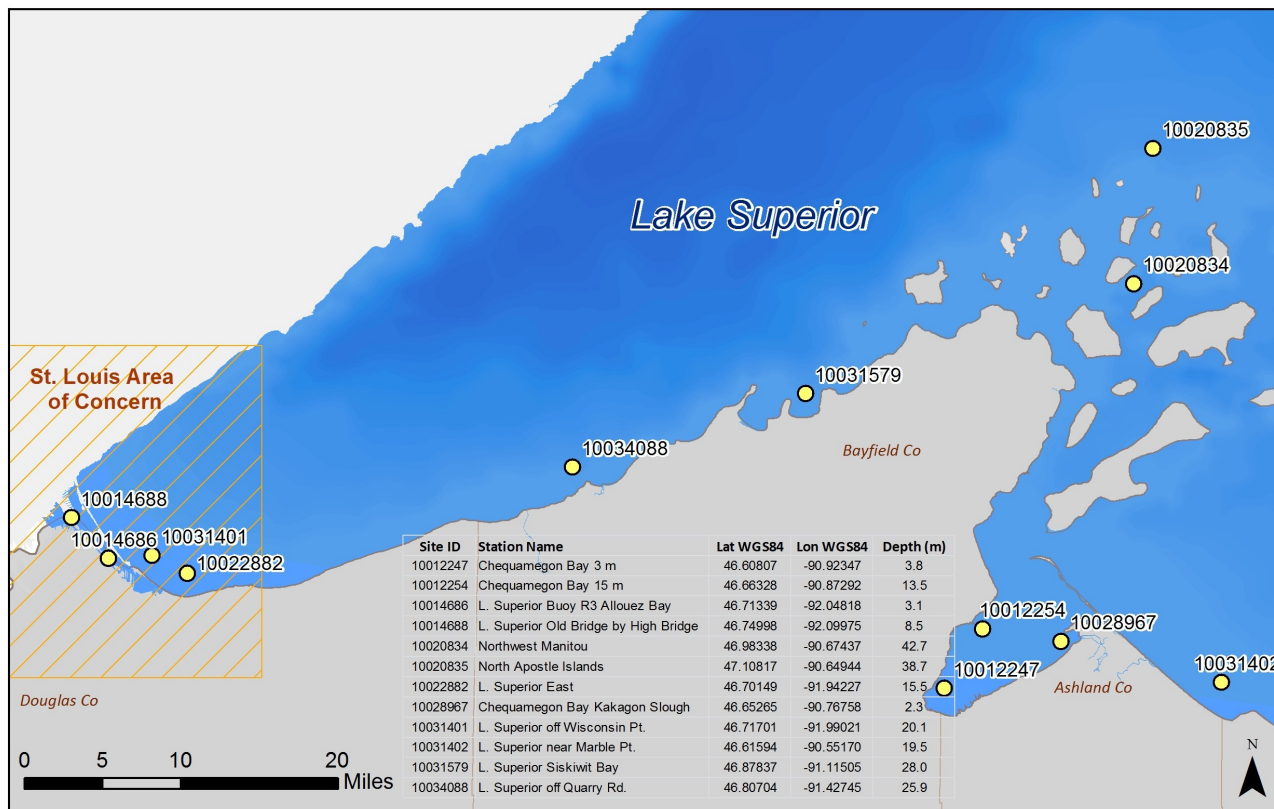 10020835
Lake Superior
10020834
St. Louis Area
of Concern
10031579
Bayfield Co
10034088
10014688
10014686
10031401
10022882
Site ID Station Name Lat WGS84 Lon WGS84 Depth (m)
10012247 Chequamegon Bay 3 m 46.60807 -90.92347 3.8
10012254 Chequamegon Bay 15 m 46.66328 -90.87292 13.5
10014686 L. Superior Buoy R3 Allouez Bay 46.71339 -92.04818 3.1
10014688 L. Superior Old Bridge by High Bridge 46.74998 -92.09975 8.5
10020834 Northwest Manitou 46.98338 -90.67437 42.7
10020835 North Apostle Islands 47.10817 -90.64944 38.7
10022882 L. Superior East 46.70149 -91.94227 15.5
10028967 Chequamegon Bay Kakagon Slough 46.65265 -90.76758 2.3
10031401 L. Superior off Wisconsin Pt. 46.71701 -91.99021 20.1
10031402 L. Superior near Marble Pt. 46.61594 -90.55170 19.5
10031579 L. Superior Siskiwit Bay 46.87837 -91.11505 28.0
10034088 L. Superior off Quarry Rd. 46.80704 -91.42745 25.9
10012254
10028967
10012247
10031402
Ashland Co
Douglas Co
0 5 10 20
Miles
N